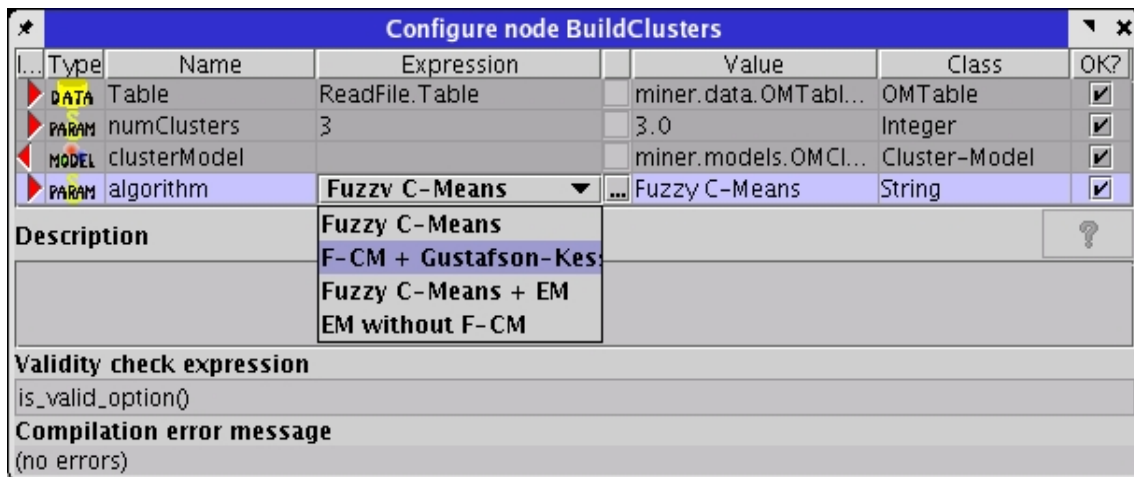 Configure node BuildClusters
I... Type Name Expression Value Class OK?
DATA Table ReadFile.Table miner.data.OMTabl... OMTable
PARAM numClusters 3 3.0 Integer
MODEL clusterModel miner.models.OMCl... Cluster-Model
PARAM algorithm Fuzzy C-Means ... Fuzzy C-Means String
Fuzzy C-Means
F-CM + Gustafson-Kess
Fuzzy C-Means + EM
EM without F-CM
Description
?
Validity check expression
is_valid_option()
Compilation error message
(no errors)